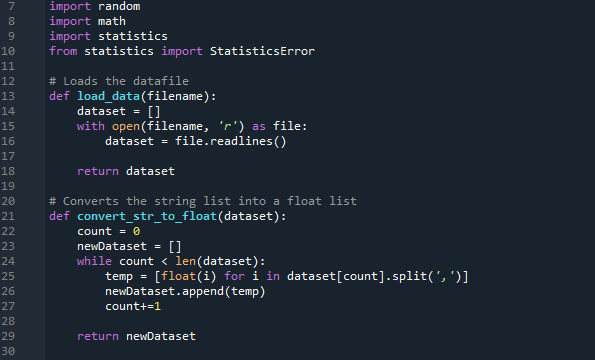 7 import random
8 import math
9 import statistics
10 from statistics import StatisticsError
11
12 # Loads the datafile
13 def load_data(filename):
14     dataset = []
15     with open(filename, 'r') as file:
16         dataset = file.readlines()
17
18     return dataset
19
20 # Converts the string list into a float list
21 def convert_str_to_float(dataset):
22     count = 0
23     newDataset = []
24     while count < len(dataset):
25         temp = [float(i) for i in dataset[count].split(',')]
26         newDataset.append(temp)
27         count+=1
28
29     return newDataset
30